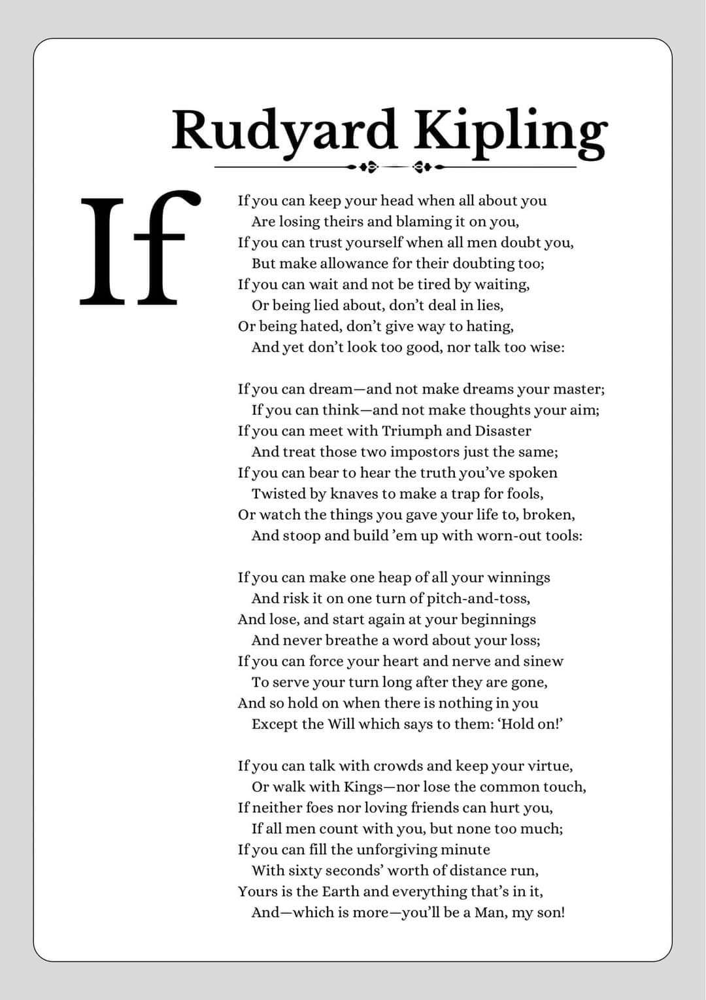 Rudyard Kipling
If
If you can keep your head when all about you
Are losing theirs and blaming it on you,
If you can trust yourself when all men doubt you,
But make allowance for their doubting too;
If you can wait and not be tired by waiting,
Or being lied about, don’t deal in lies,
Or being hated, don’t give way to hating,
And yet don’t look too good, nor talk too wise:

If you can dream—and not make dreams your master;
If you can think—and not make thoughts your aim;
If you can meet with Triumph and Disaster
And treat those two impostors just the same;
If you can bear to hear the truth you’ve spoken
Twisted by knaves to make a trap for fools,
Or watch the things you gave your life to, broken,
And stoop and build ’em up with worn-out tools:

If you can make one heap of all your winnings
And risk it on one turn of pitch-and-toss,
And lose, and start again at your beginnings
And never breathe a word about your loss;
If you can force your heart and nerve and sinew
To serve your turn long after they are gone,
And so hold on when there is nothing in you
Except the Will which says to them: ‘Hold on!’

If you can talk with crowds and keep your virtue,
Or walk with Kings—nor lose the common touch,
If neither foes nor loving friends can hurt you,
If all men count with you, but none too much;
If you can fill the unforgiving minute
With sixty seconds’ worth of distance run,
Yours is the Earth and everything that’s in it,
And—which is more—you’ll be a Man, my son!